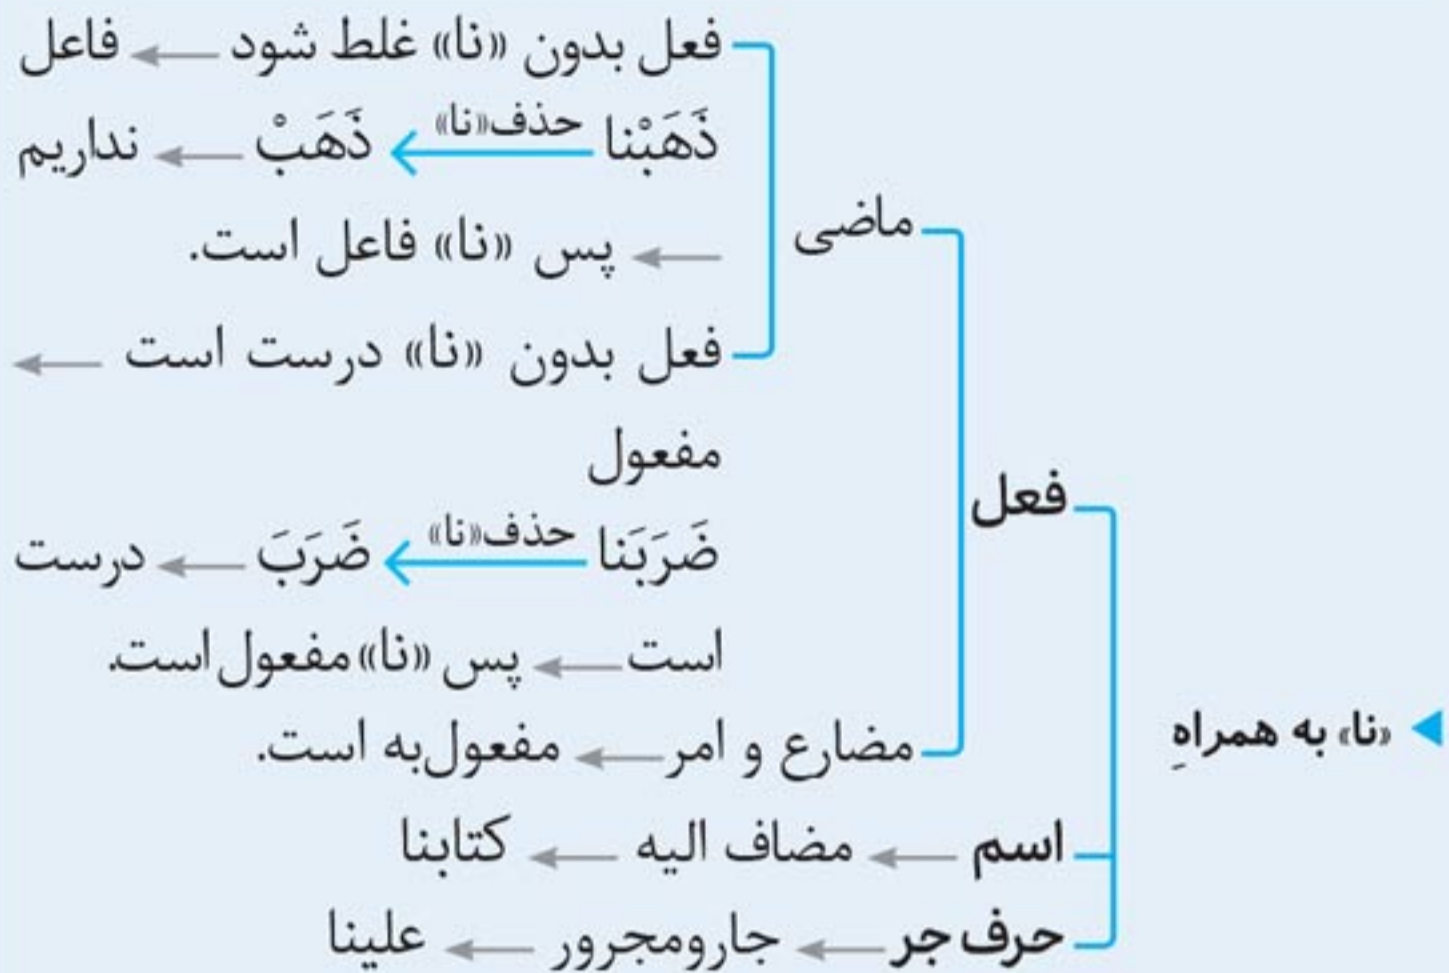 «نا» به همراهِ
فعل
ماضی
فعل بدون «نا» غلط شود ← فاعل
ذَهَبْنا حذف «نا» ← ذَهَبْ ← نداریم
← پس «نا» فاعل است.
فعل بدون «نا» درست است ←
مفعول
ضَرَبَنا حذف «نا» ← ضَرَبَ ← درست
است ← پس «نا» مفعول است.
مضارع و امر ← مفعول‌به است.
اسم ← مضاف الیه ← کتابنا
حرف جر ← جارومجرور ← علینا